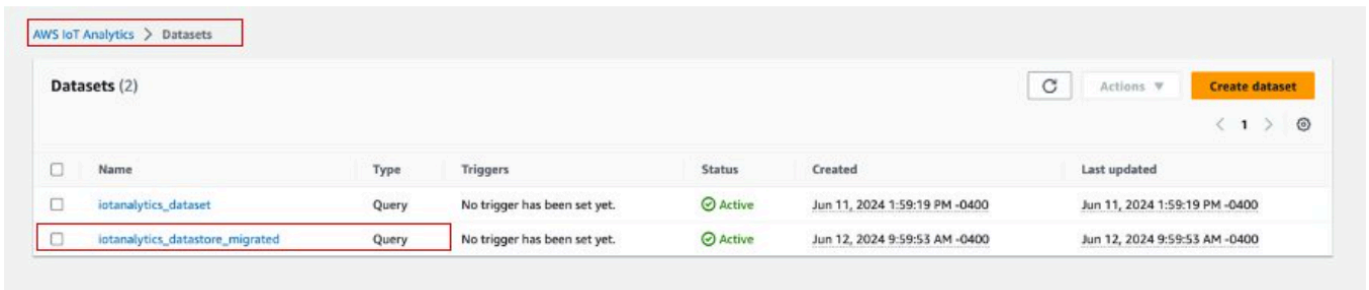 AWS IoT Analytics > Datasets
Datasets (2)
Actions ▼ Create dataset
< 1 >
Name Type Triggers Status Created Last updated
iotanalytics_dataset Query No trigger has been set yet. Active Jun 11, 2024 1:59:19 PM -0400 Jun 11, 2024 1:59:19 PM -0400
iotanalytics_datastore_migrated Query No trigger has been set yet. Active Jun 12, 2024 9:59:53 AM -0400 Jun 12, 2024 9:59:53 AM -0400